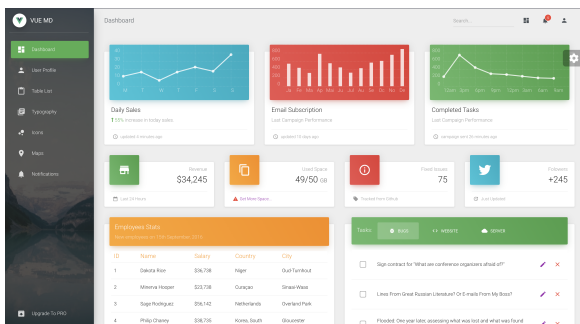 VUE MD
Dashboard
User Profile
Table List
Typography
Icons
Maps
Notifications
Upgrade To PRO
Dashboard
Search...
Daily Sales
55% increase in today sales
updated 4 minutes ago
Email Subscription
Last Campaign Performance
updated 10 days ago
Completed Tasks
Last Campaign Performance
campaign sent 26 minutes ago
Revenue
$34,245
Last 24 Hours
Used Space
49/50 GB
Get More Space...
Fixed Issues
75
Tracked from Github
Followers
+245
Just Updated
Employees Stats
New employees on 15th September, 2016
ID Name Salary Country City
1 Dakota Rice $36,738 Niger Oud-Turnhout
2 Minerva Hooper $23,738 Curaçao Sinaai-Waas
3 Sage Rodriguez $56,142 Netherlands Overland Park
4 Philip Chaney $38,735 Korea, South Gloucester
Tasks: BUGS WEBSITE SERVER
Sign contract for "What are conference organizers afraid of?"
Lines From Great Russian Literature? Or E-mails From My Boss?
Flooded: One year later, assessing what was lost and what was found